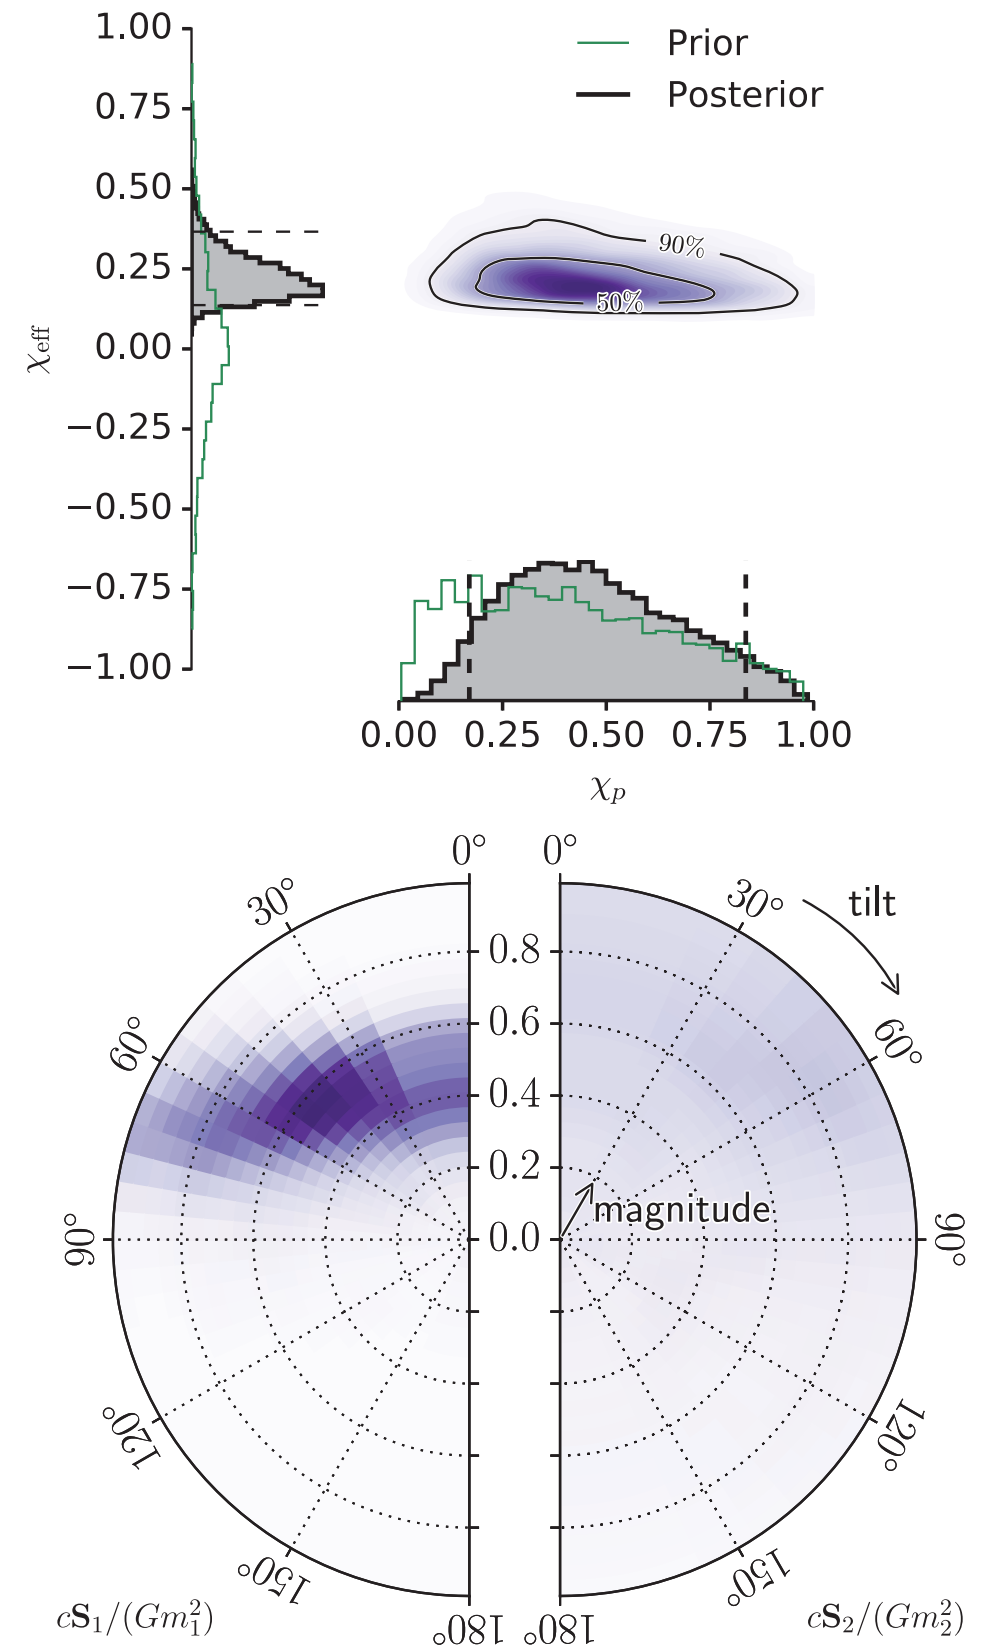 Prior
Posterior
1.00
0.75
0.50
0.25
0.00
−0.25
−0.50
−0.75
−1.00
χeff
90%
50%
0.00 0.25 0.50 0.75 1.00
χp
0° 0°
30° 30° tilt
60° 60°
0.8
0.6
0.4
0.2
magnitude
90° 0.0 90°
120° 120°
150° 150°
cS₁/(Gm₁²) cS₂/(Gm₂²)
180° 180°